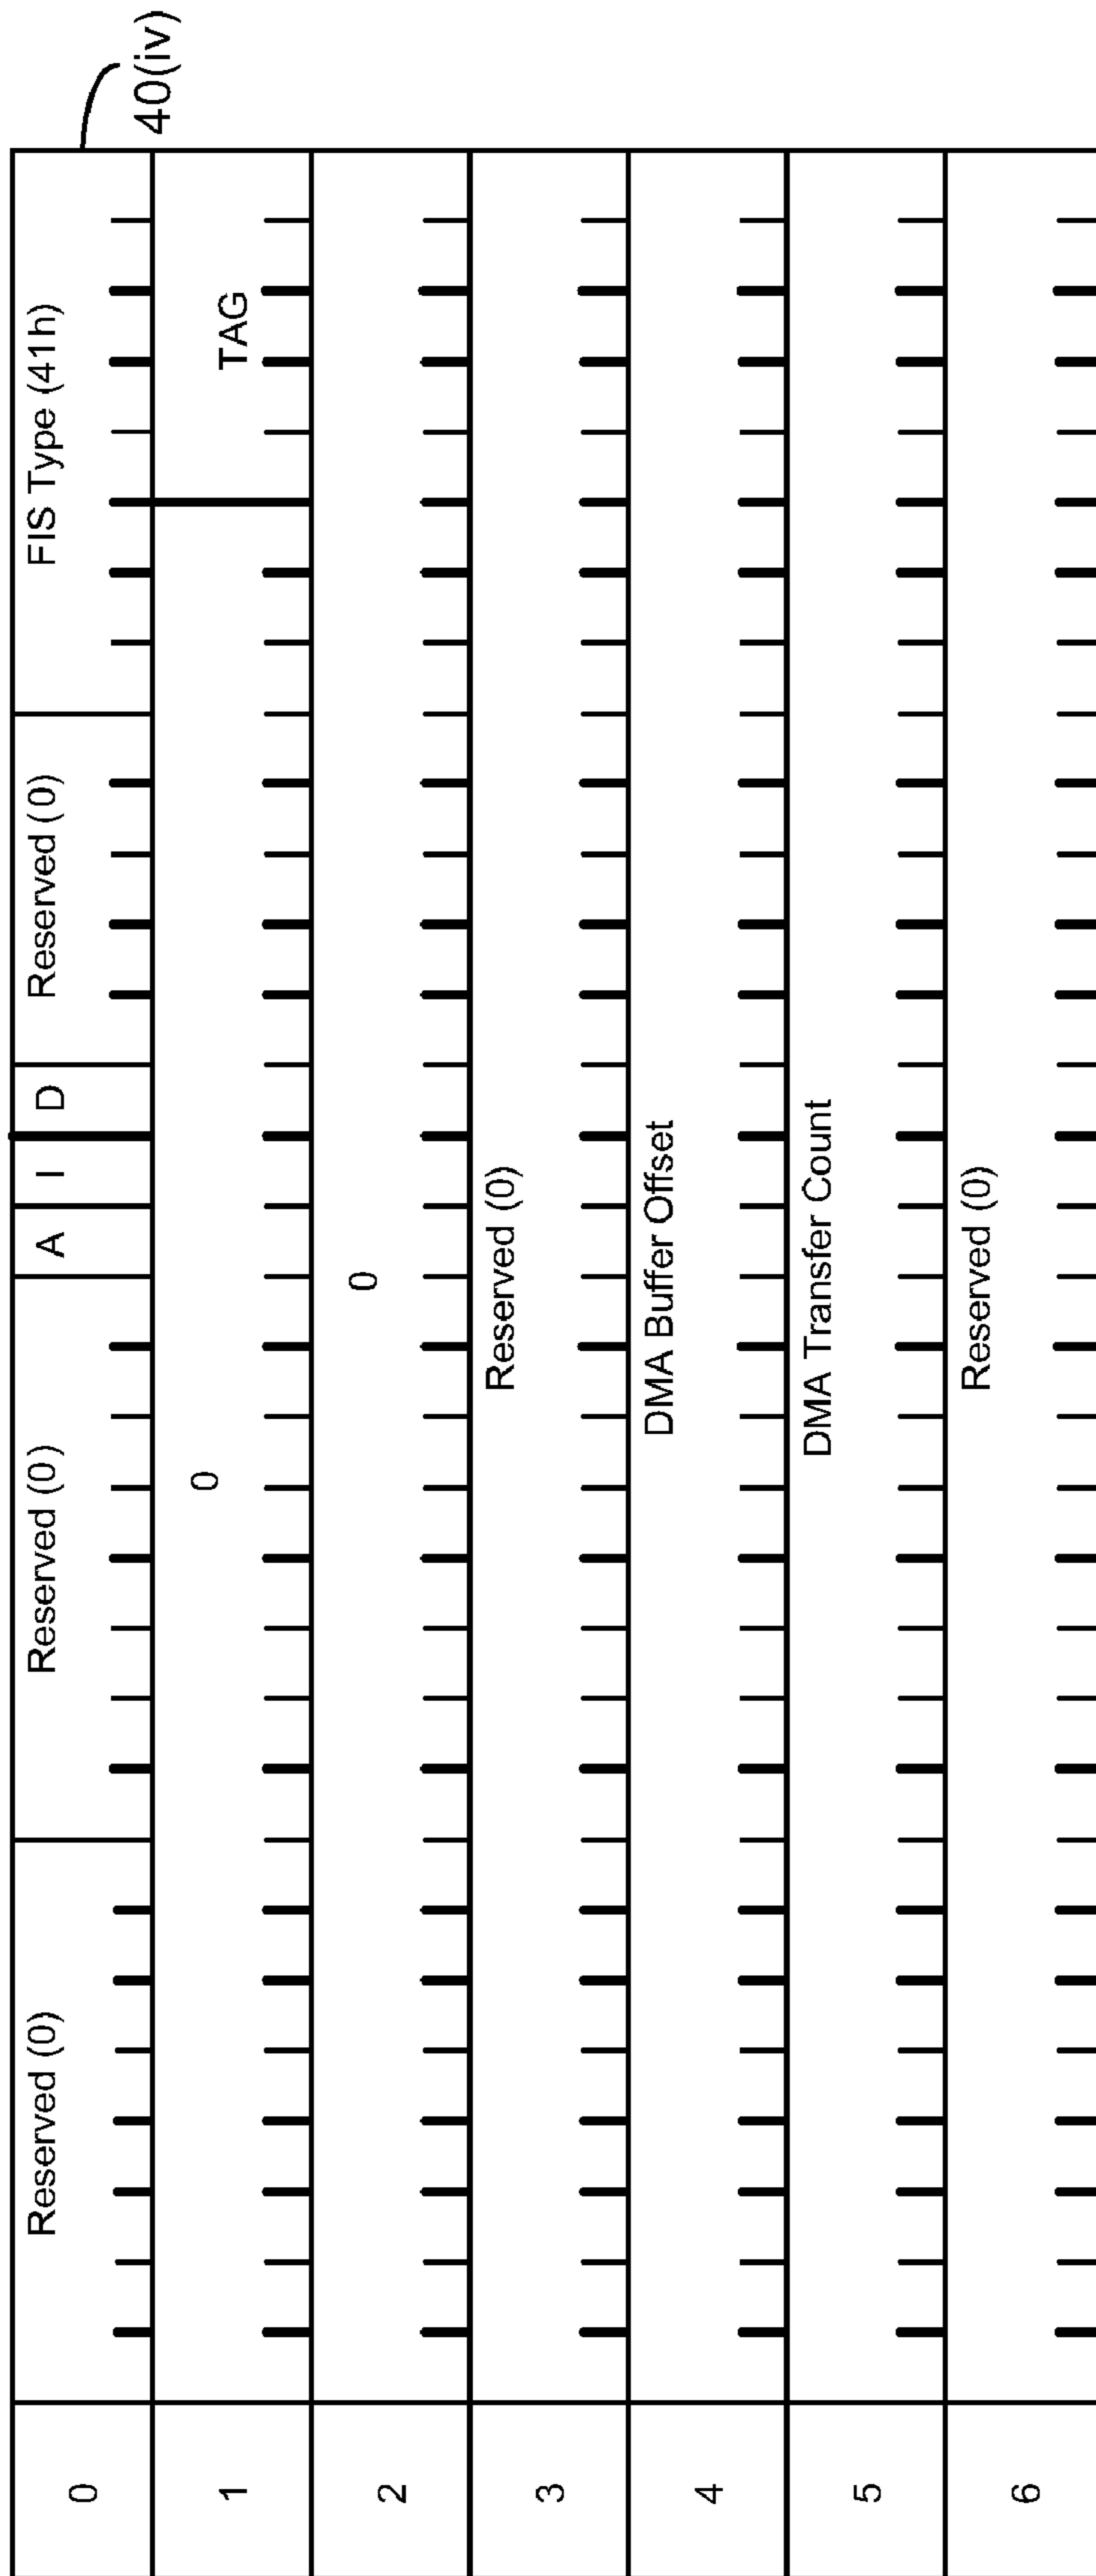 40(iv)
0 Reserved (0) Reserved (0) A I D Reserved (0) FIS Type (41h)
1 0 TAG
2 0
3 Reserved (0)
4 DMA Buffer Offset
5 DMA Transfer Count
6 Reserved (0)